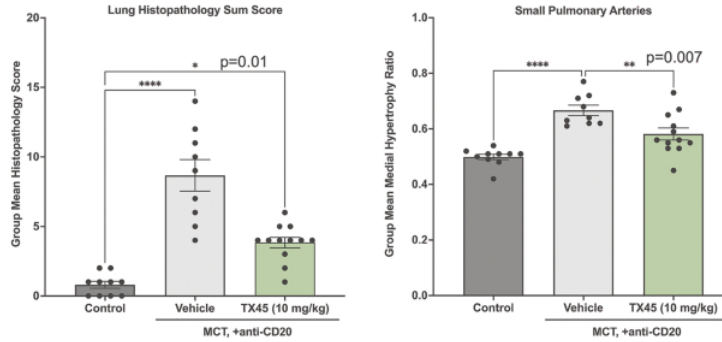 Lung Histopathology Sum Score
Group Mean Histopathology Score
20
15
10
5
0
* p=0.01
****
Control
Vehicle
TX45 (10 mg/kg)
MCT, +anti-CD20
Small Pulmonary Arteries
Group Mean Medial Hypertrophy Ratio
1.0
0.8
0.6
0.4
0.2
0.0
**** ** p=0.007
Control
Vehicle
TX45 (10 mg/kg)
MCT, +anti-CD20